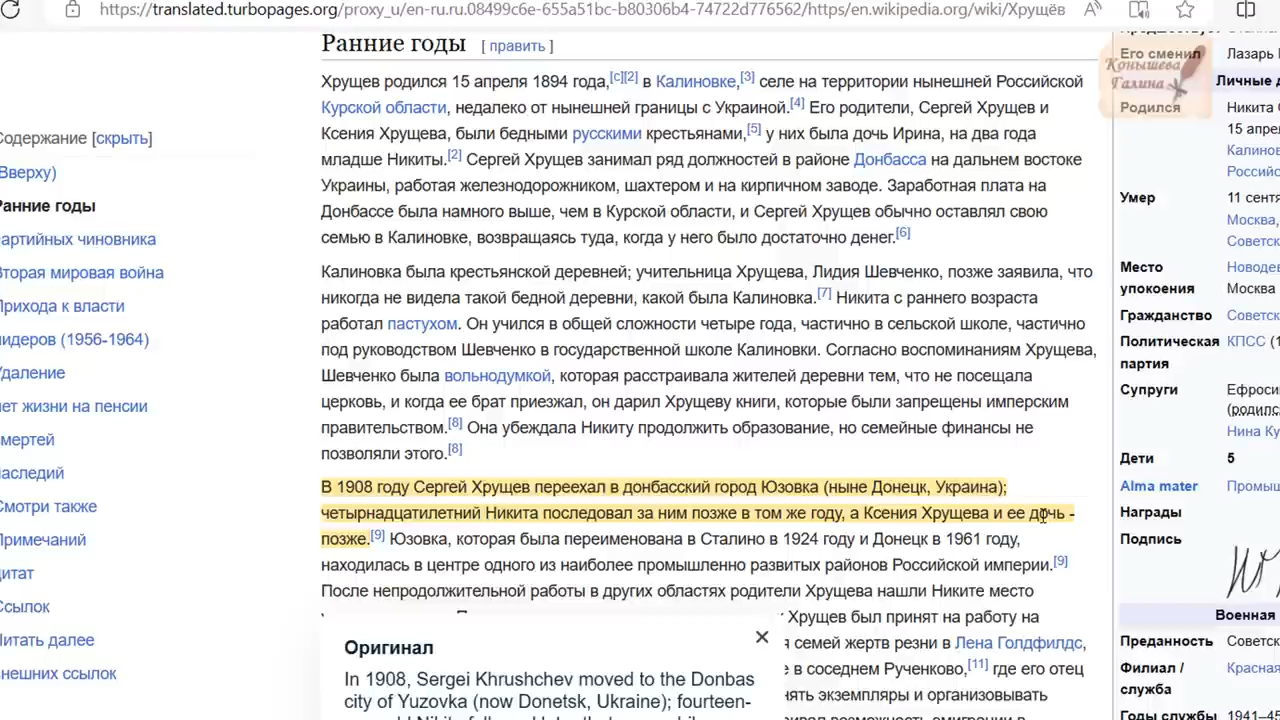 https://translated.turbopages.org/proxy_u/en-ru.ru.08499c6e-655a51bc-b80306b4-74722d776562/https/en.wikipedia.org/wiki/Хрущёв
Ранние годы [ править ]
Хрущев родился 15 апреля 1894 года,[c][2] в Калиновке,[3] селе на территории нынешней Российской
Курской области, недалеко от нынешней границы с Украиной.[4] Его родители, Сергей Хрущев и
Ксения Хрущева, были бедными русскими крестьянами,[5] у них была дочь Ирина, на два года
младше Никиты.[2] Сергей Хрущев занимал ряд должностей в районе Донбасса на дальнем востоке
Украины, работая железнодорожником, шахтером и на кирпичном заводе. Заработная плата на
Донбассе была намного выше, чем в Курской области, и Сергей Хрущев обычно оставлял свою
семью в Калиновке, возвращаясь туда, когда у него было достаточно денег.[6]
Калиновка была крестьянской деревней; учительница Хрущева, Лидия Шевченко, позже заявила, что
никогда не видела такой бедной деревни, какой была Калиновка.[7] Никита с раннего возраста
работал пастухом. Он учился в общей сложности четыре года, частично в сельской школе, частично
под руководством Шевченко в государственной школе Калиновки. Согласно воспоминаниям Хрущева,
Шевченко была вольнодумкой, которая расстраивала жителей деревни тем, что не посещала
церковь, и когда ее брат приезжал, он дарил Хрущеву книги, которые были запрещены имперским
правительством.[8] Она убеждала Никиту продолжить образование, но семейные финансы не
позволяли этого.[8]
В 1908 году Сергей Хрущев переехал в донбасский город Юзовка (ныне Донецк, Украина);
четырнадцатилетний Никита последовал за ним позже в том же году, а Ксения Хрущева и ее дочь -
позже.[9] Юзовка, которая была переименована в Сталино в 1924 году и Донецк в 1961 году,
находилась в центре одного из наиболее промышленно развитых районов Российской империи.[9]
После непродолжительной работы в других областях родители Хрущева нашли Никите место
Хрущев был принят на работу на
семей жертв резни в Лена Голдфилдс,
е в соседнем Рученково,[11] где его отец
нять экземпляры и организовывать
Оригинал
In 1908, Sergei Khrushchev moved to the Donbas
city of Yuzovka (now Donetsk, Ukraine); fourteen-
Содержание [скрыть]
Вверху)
Ранние годы
артийных чиновника
Вторая мировая война
Прихода к власти
идеров (1956-1964)
Удаление
ет жизни на пенсии
мертей
наследий
Смотри также
Примечаний
цитат
Ссылок
Читать далее
внешних ссылок
Конышева
Галина
Его сменил Лазарь
Личные д
Родился Никита
15 апре
Калинов
Российс
Умер 11 сент
Москва,
Советск
Место Новодев
упокоения Москва
Гражданство Советск
Политическая КПСС (1
партия
Супруги Ефроси
(родилс
Нина Ку
Дети 5
Alma mater Промыш
Награды
Подпись
Военная
Преданность Советск
Филиал / Красная
служба
Годы службы 1941–45